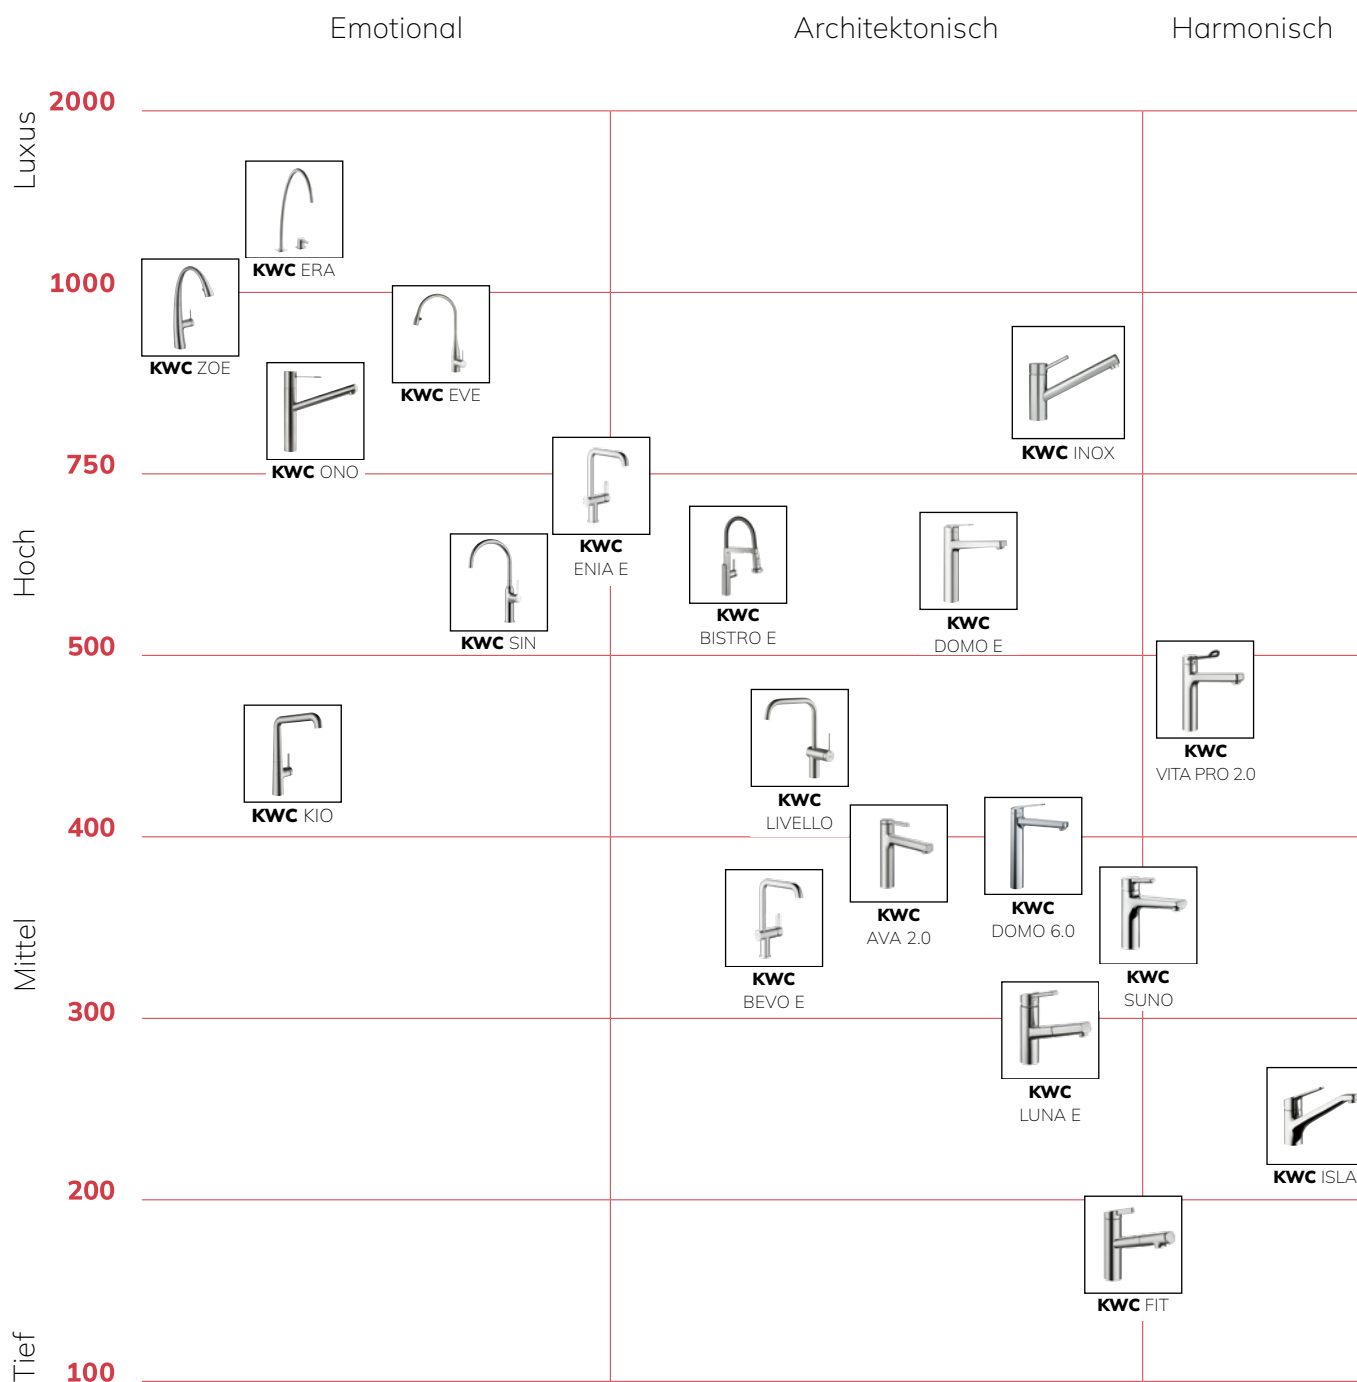 Emotional
Architektonisch
Harmonisch
Luxus
2000
KWC ERA
1000
KWC ZOE
KWC EVE
KWC ONO
KWC INOX
750
Hoch
KWC
ENIA E
KWC SIN
KWC
BISTRO E
KWC
DOMO E
500
KWC
VITA PRO 2.0
KWC KIO
KWC
LIVELLO
400
KWC
AVA 2.0
KWC
DOMO 6.0
Mittel
KWC
BEVO E
KWC
SUNO
300
KWC
LUNA E
KWC ISLA
200
KWC FIT
Tief
100